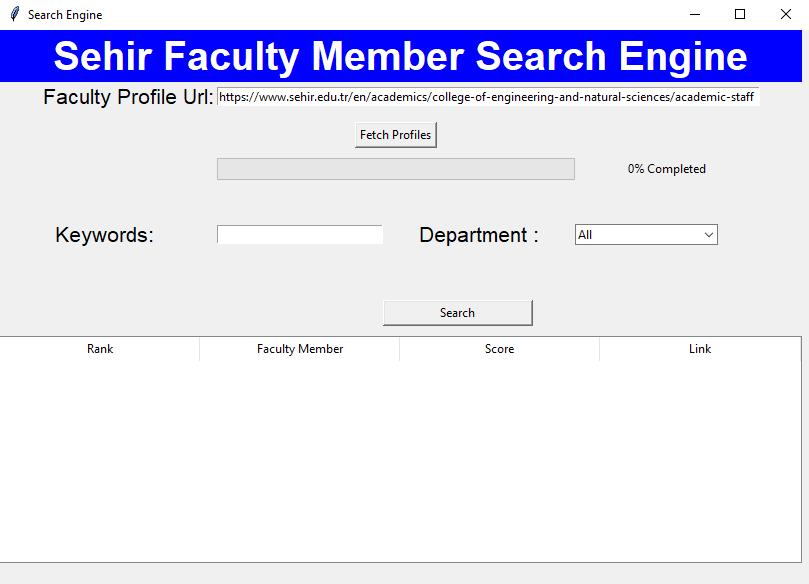 Search Engine
Sehir Faculty Member Search Engine
Faculty Profile Url: https://www.sehir.edu.tr/en/academics/college-of-engineering-and-natural-sciences/academic-staff
Fetch Profiles
0% Completed
Keywords: Department : All
Search
Rank Faculty Member Score Link